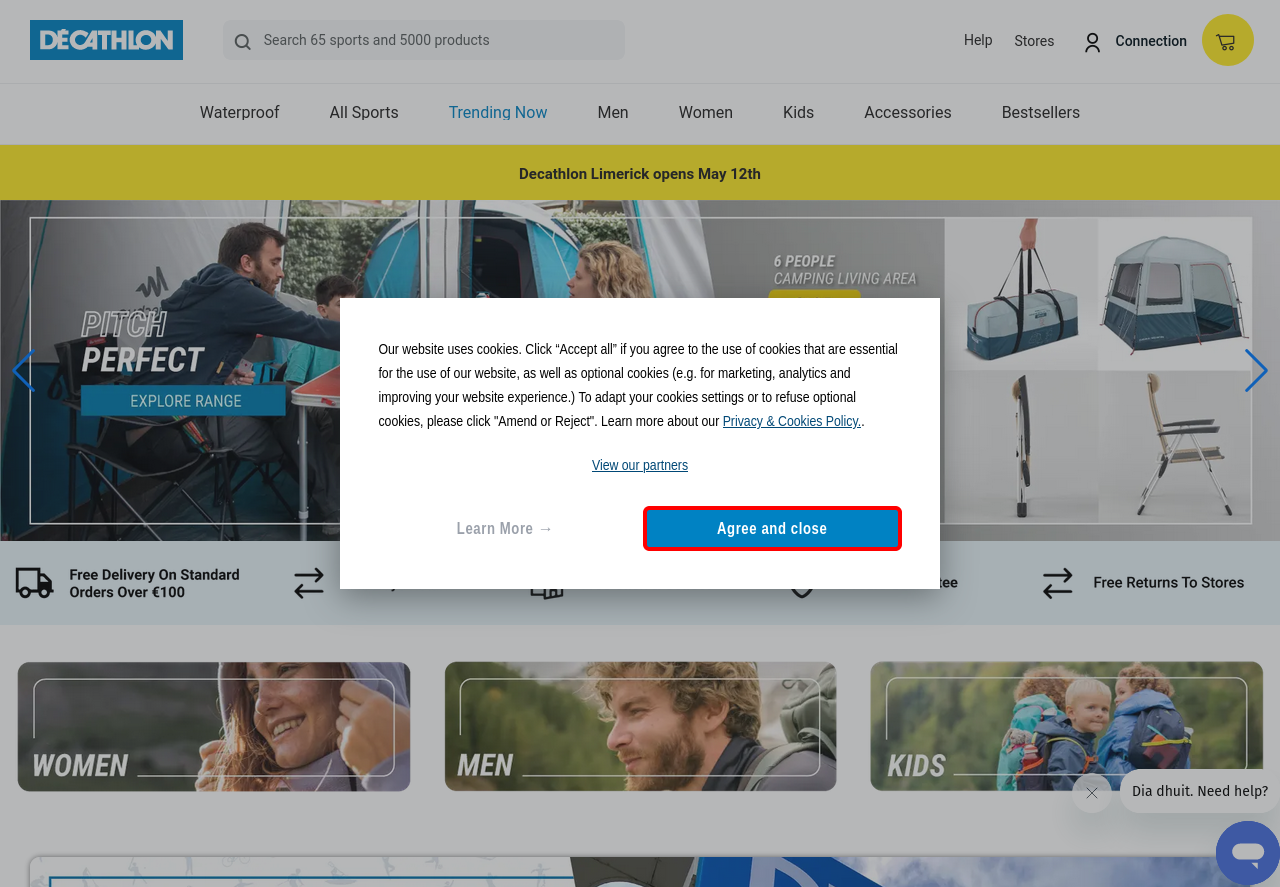 DECATHLON
Search 65 sports and 5000 products
Help
Stores
Connection
Waterproof
All Sports
Trending Now
Men
Women
Kids
Accessories
Bestsellers
Decathlon Limerick opens May 12th
PITCH
PERFECT
EXPLORE RANGE
6 PEOPLE
CAMPING LIVING AREA
Our website uses cookies. Click “Accept all” if you agree to the use of cookies that are essential
for the use of our website, as well as optional cookies (e.g. for marketing, analytics and
improving your website experience.) To adapt your cookies settings or to refuse optional
cookies, please click "Amend or Reject". Learn more about our Privacy & Cookies Policy..
View our partners
Learn More →
Agree and close
Free Delivery On Standard
Orders Over €100
Free Returns To Stores
WOMEN
MEN
KIDS
Dia dhuit. Need help?